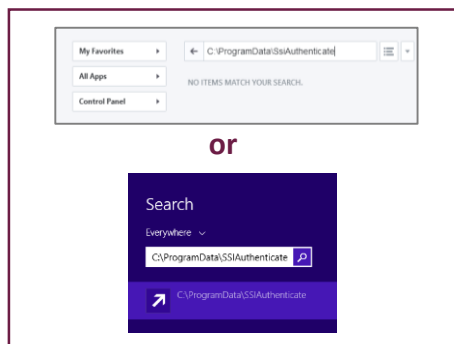 My Favorites
C:\ProgramData\SsiAuthenticate
All Apps
NO ITEMS MATCH YOUR SEARCH.
Control Panel
or
Search
Everywhere
C:\ProgramData\SSIAuthenticate
C:\ProgramData\SSIAuthenticate